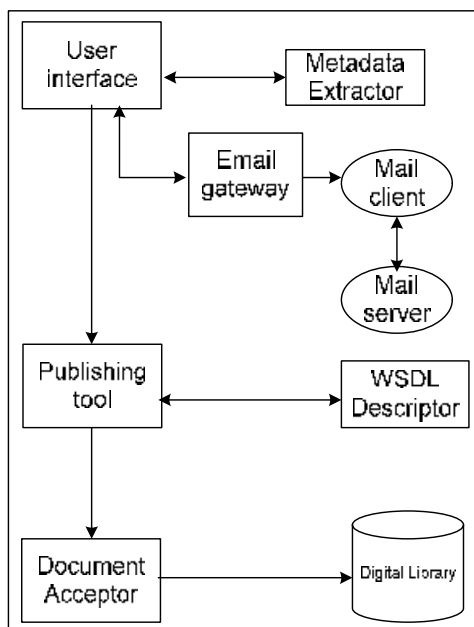 User
interface
Metadata
Extractor
Email
gateway
Mail
client
Mail
server
Publishing
tool
WSDL
Descriptor
Document
Acceptor
Digital Library